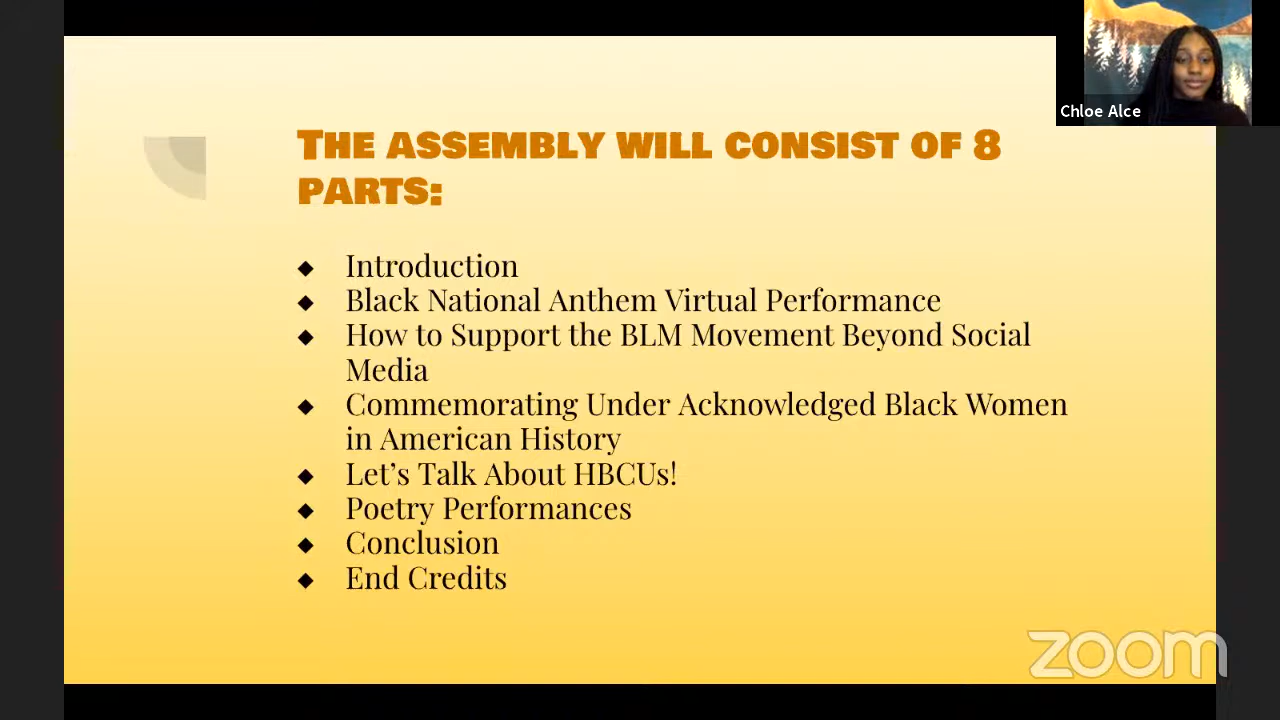 Chloe Alce
THE ASSEMBLY WILL CONSIST OF 8
PARTS:
◆ Introduction
◆ Black National Anthem Virtual Performance
◆ How to Support the BLM Movement Beyond Social
Media
◆ Commemorating Under Acknowledged Black Women
in American History
◆ Let’s Talk About HBCUs!
◆ Poetry Performances
◆ Conclusion
◆ End Credits
zoom